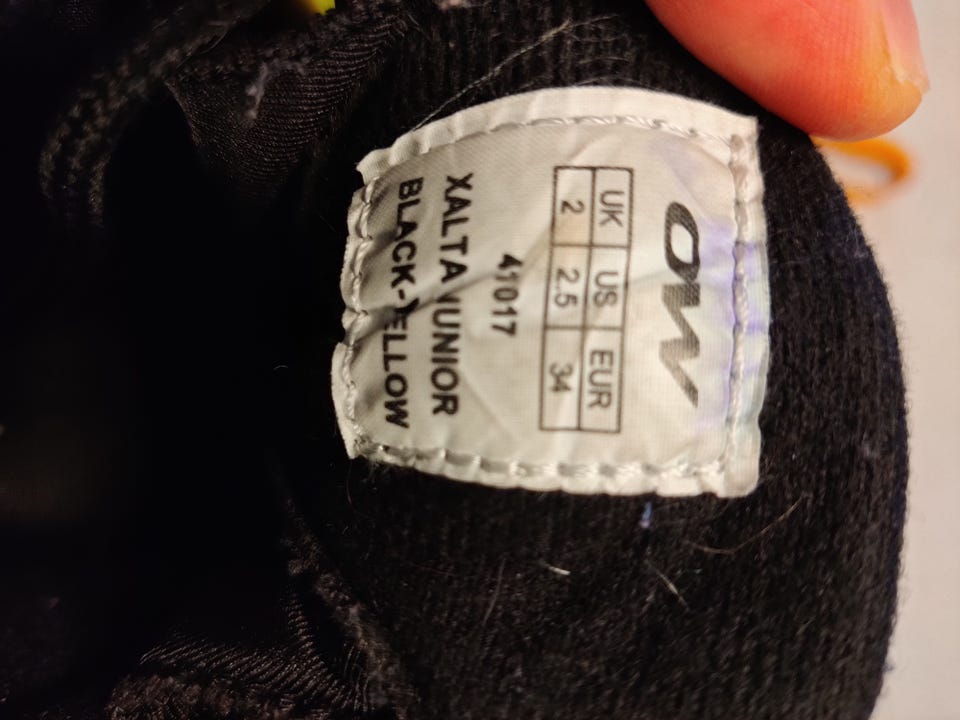 OW
UK US EUR
2 2.5 34
41017
XALTA JUNIOR
BLACK-YELLOW